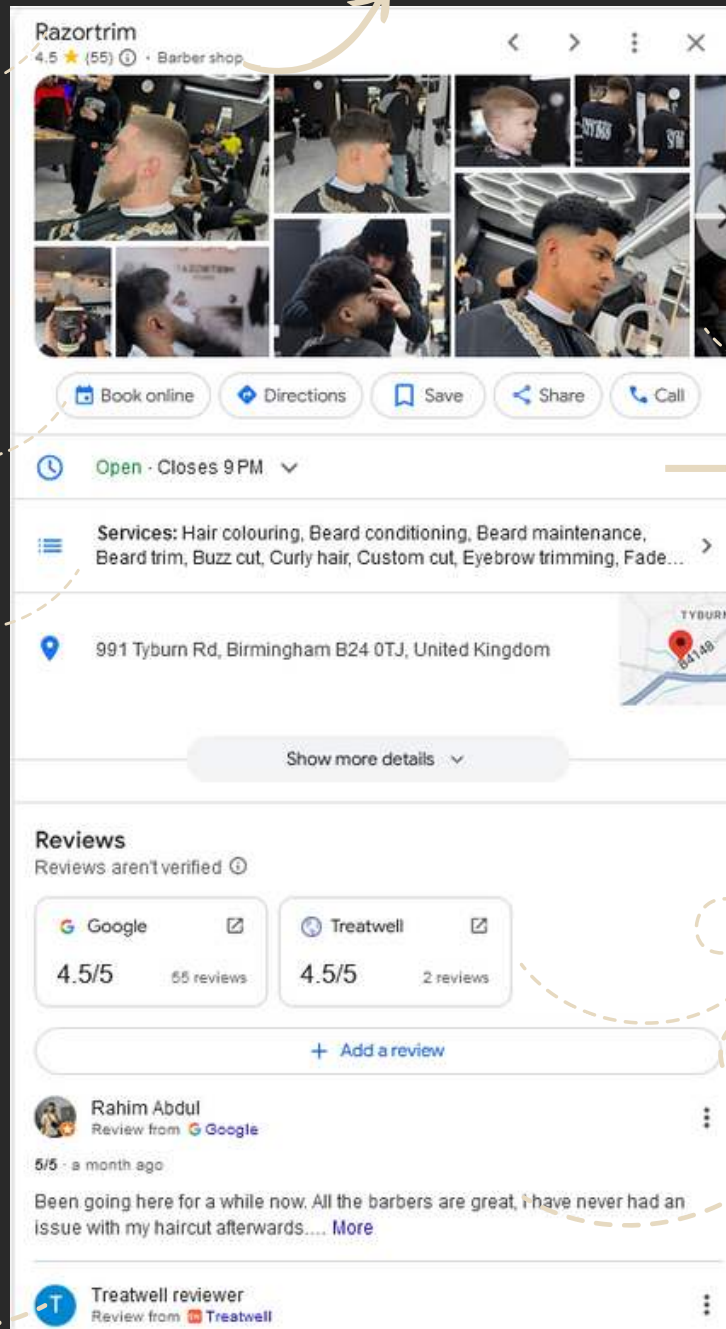 Razortrim
4.5 ★ (55) · Barber shop
RAZORTRIM
Book online
Directions
Save
Share
Call
Open · Closes 9 PM
Services: Hair colouring, Beard conditioning, Beard maintenance,
Beard trim, Buzz cut, Curly hair, Custom cut, Eyebrow trimming, Fade...
TYBURN
991 Tyburn Rd, Birmingham B24 0TJ, United Kingdom
B4148
Show more details
Reviews
Reviews aren't verified
Google
4.5/5
55 reviews
Treatwell
4.5/5
2 reviews
+ Add a review
Rahim Abdul
Review from G Google
5/5 · a month ago
Been going here for a while now. All the barbers are great, i have never had an
issue with my haircut afterwards.... More
T
Treatwell reviewer
Review from Treatwell